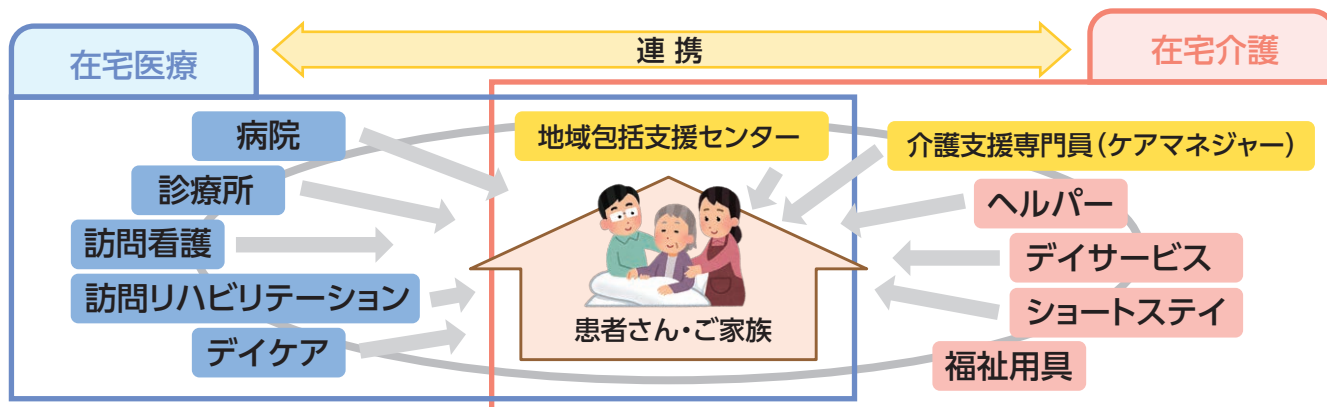 在宅医療
連携
在宅介護
病院
診療所
訪問看護
訪問リハビリテーション
デイケア
地域包括支援センター
患者さん・ご家族
介護支援専門員（ケアマネジャー）
ヘルパー
デイサービス
ショートステイ
福祉用具